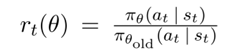 r_t(θ) = π_θ(a_t | s_t) / π_θ_old(a_t | s_t)